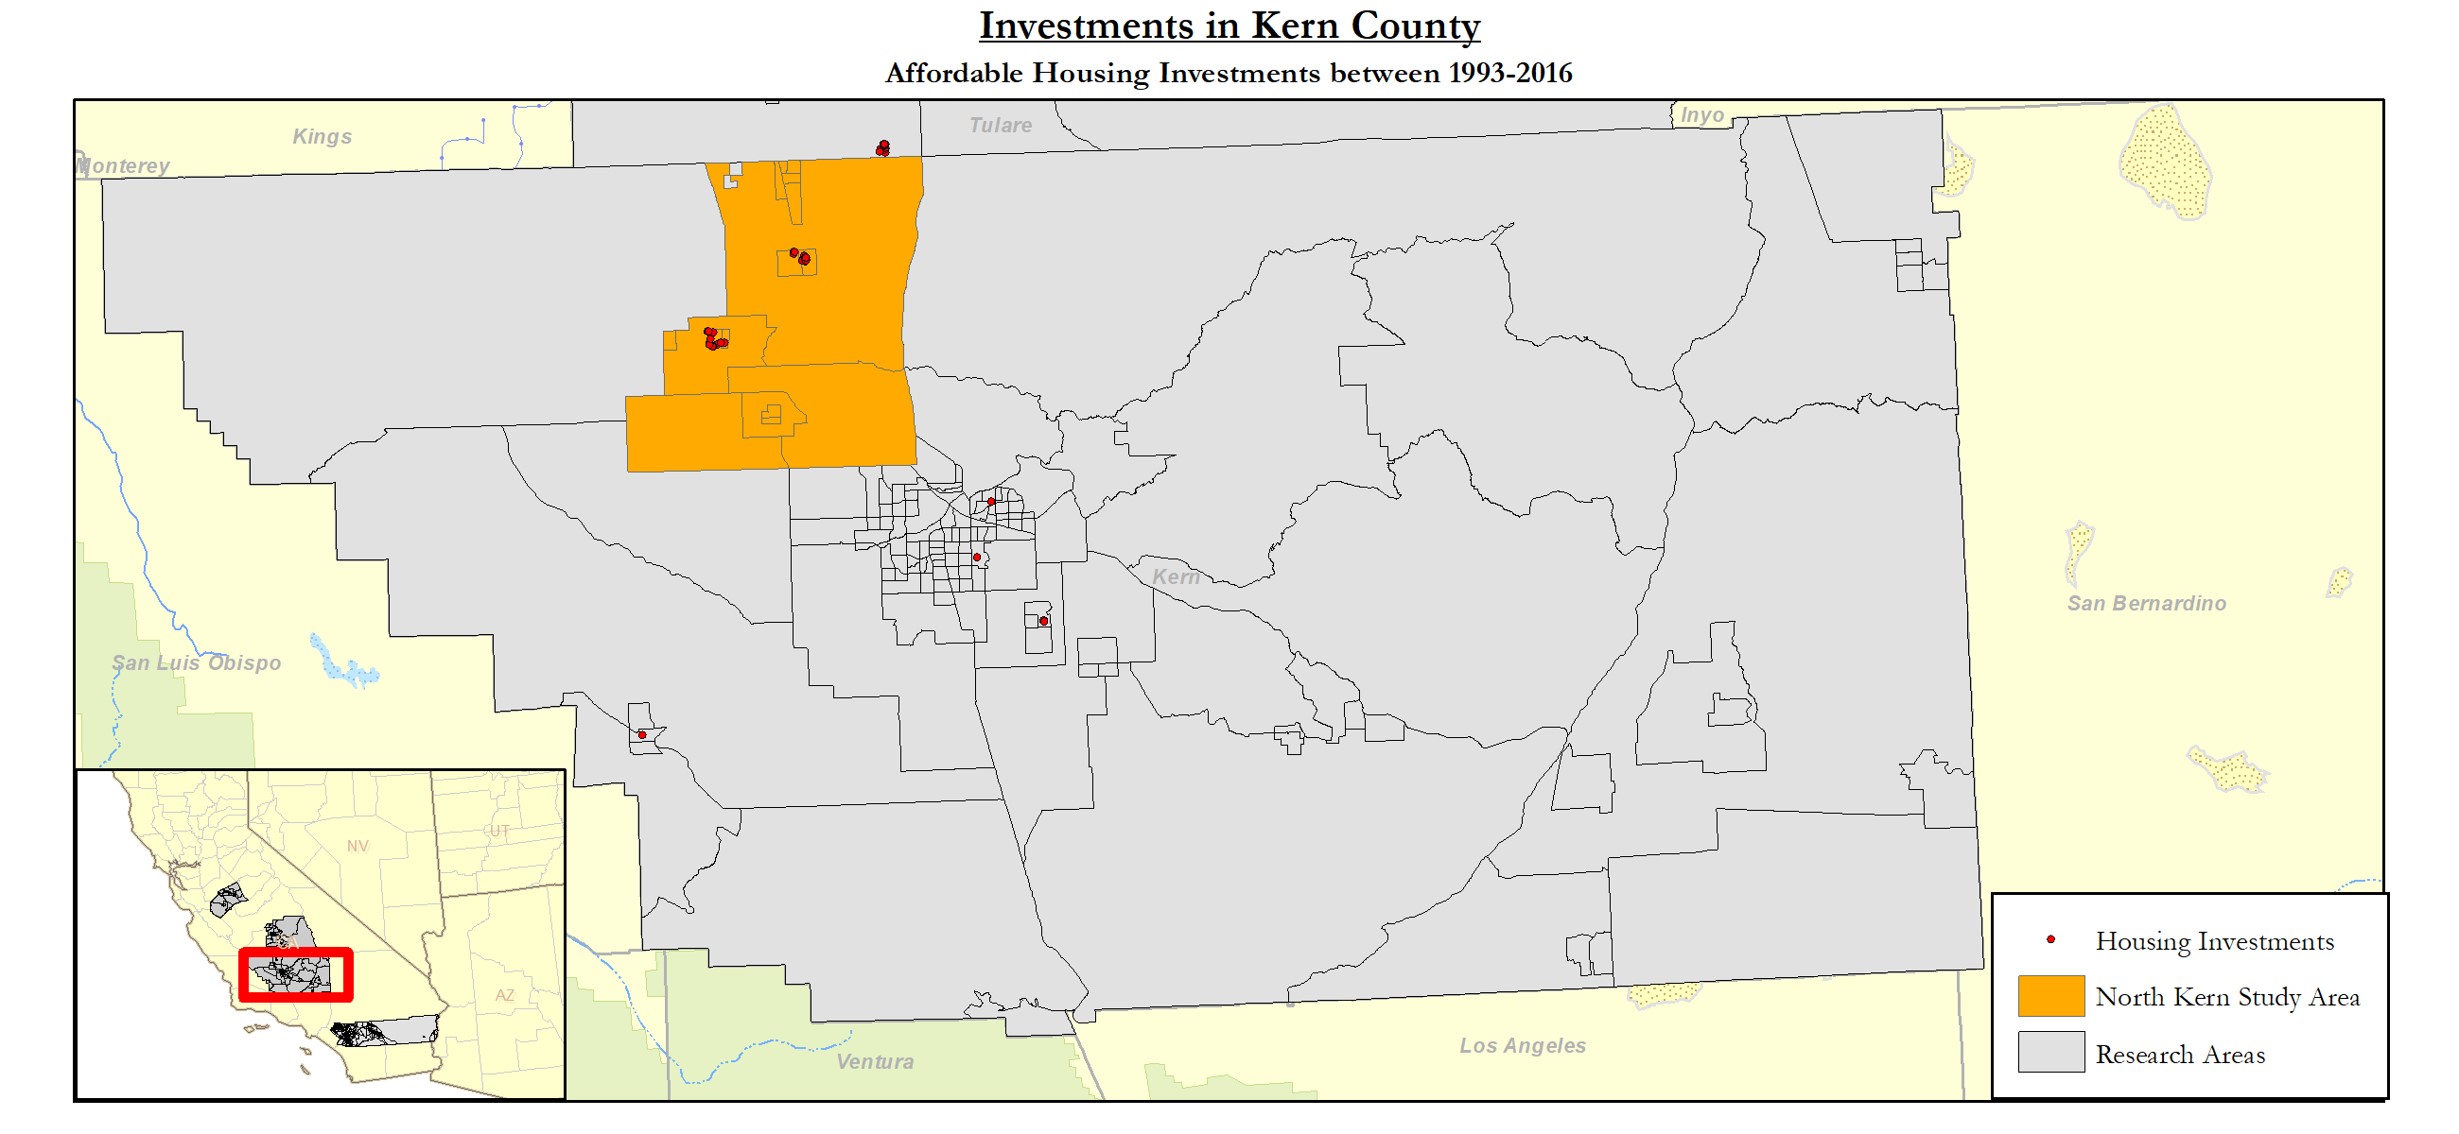 Investments in Kern County
Affordable Housing Investments between 1993-2016
Kings
Tulare
Inyo
Monterey
Kern
San Bernardino
San Luis Obispo
NV
UT
CA
AZ
Housing Investments
North Kern Study Area
Research Areas
Los Angeles
Ventura